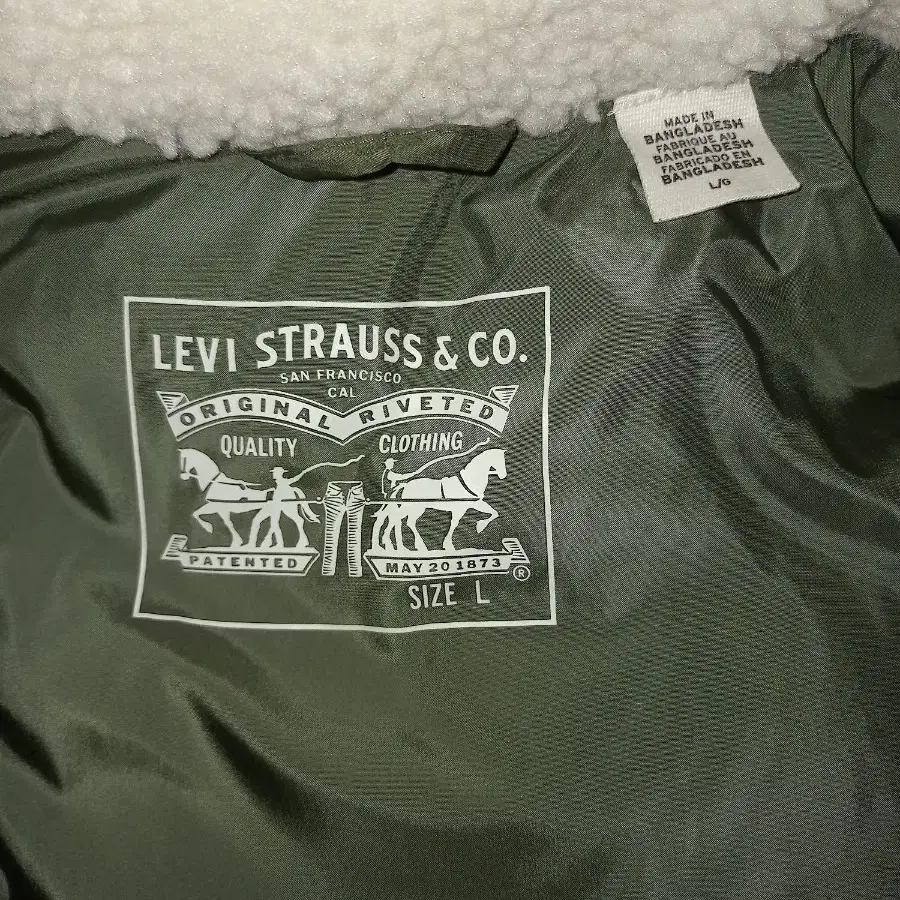 MADE IN
BANGLADESH
FABRIQUE AU
BANGLADESH
FABRICADO EN
BANGLADESH
L/G
LEVI STRAUSS & CO.
SAN FRANCISCO
CAL
ORIGINAL RIVETED
QUALITY CLOTHING
PATENTED MAY 20 1873 ®
SIZE L